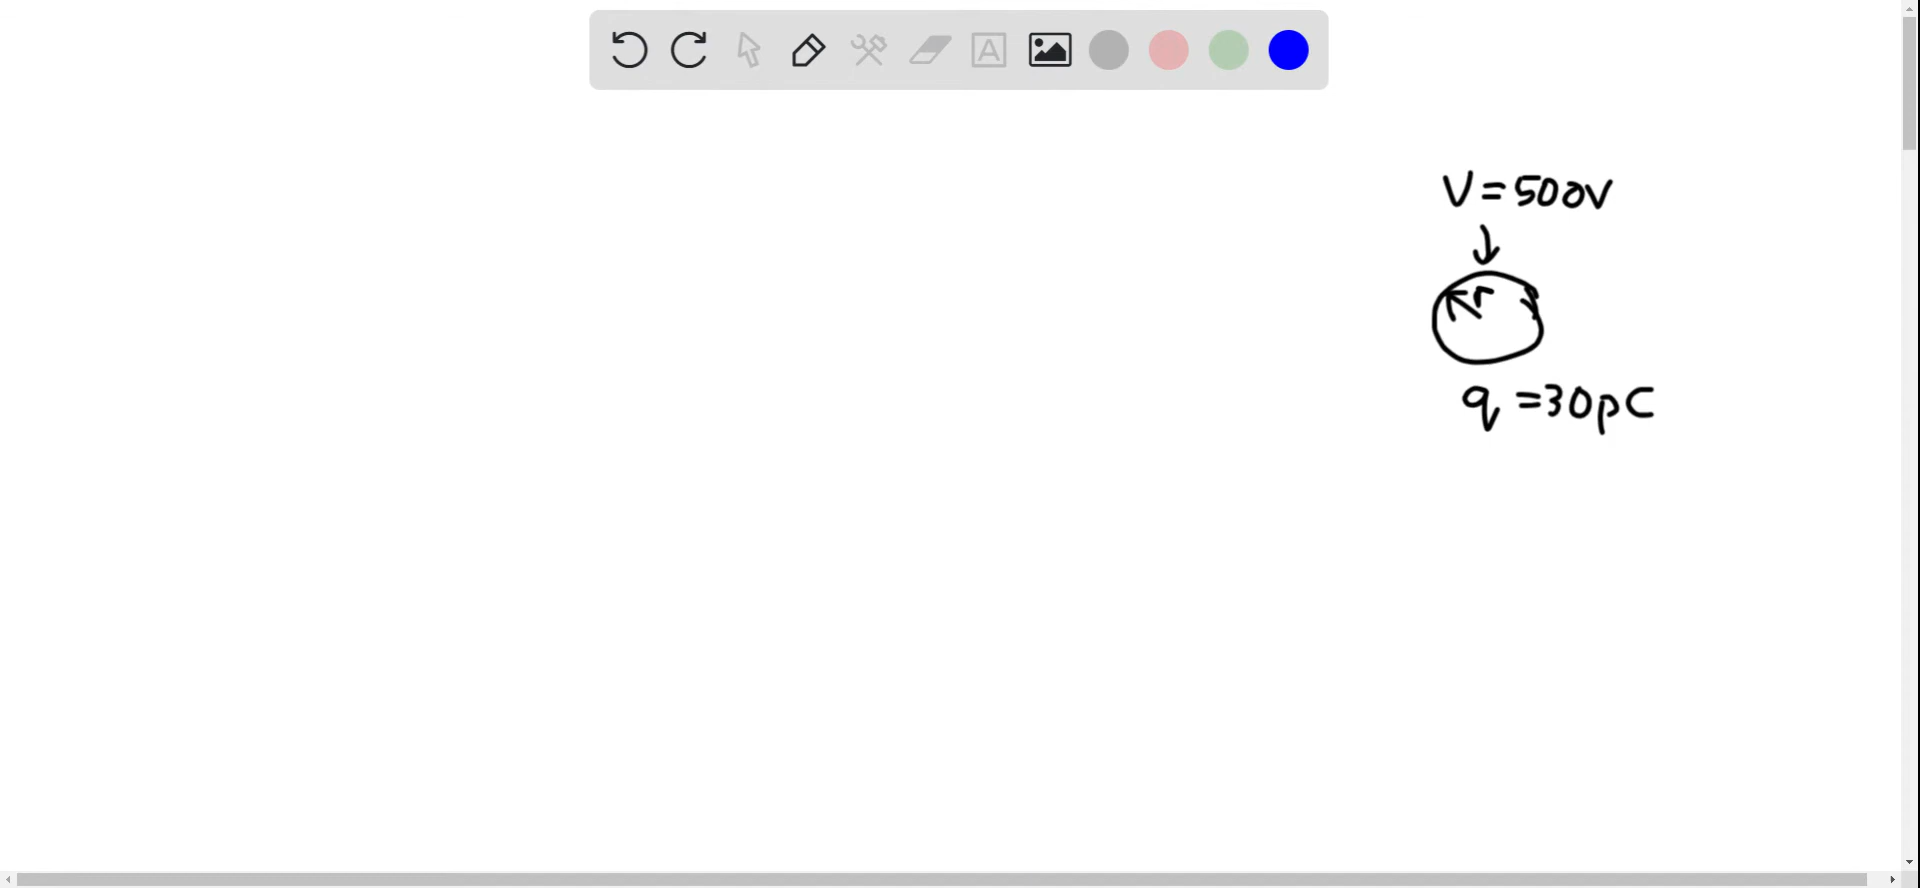 A
V = 500V
r
q = 30pC